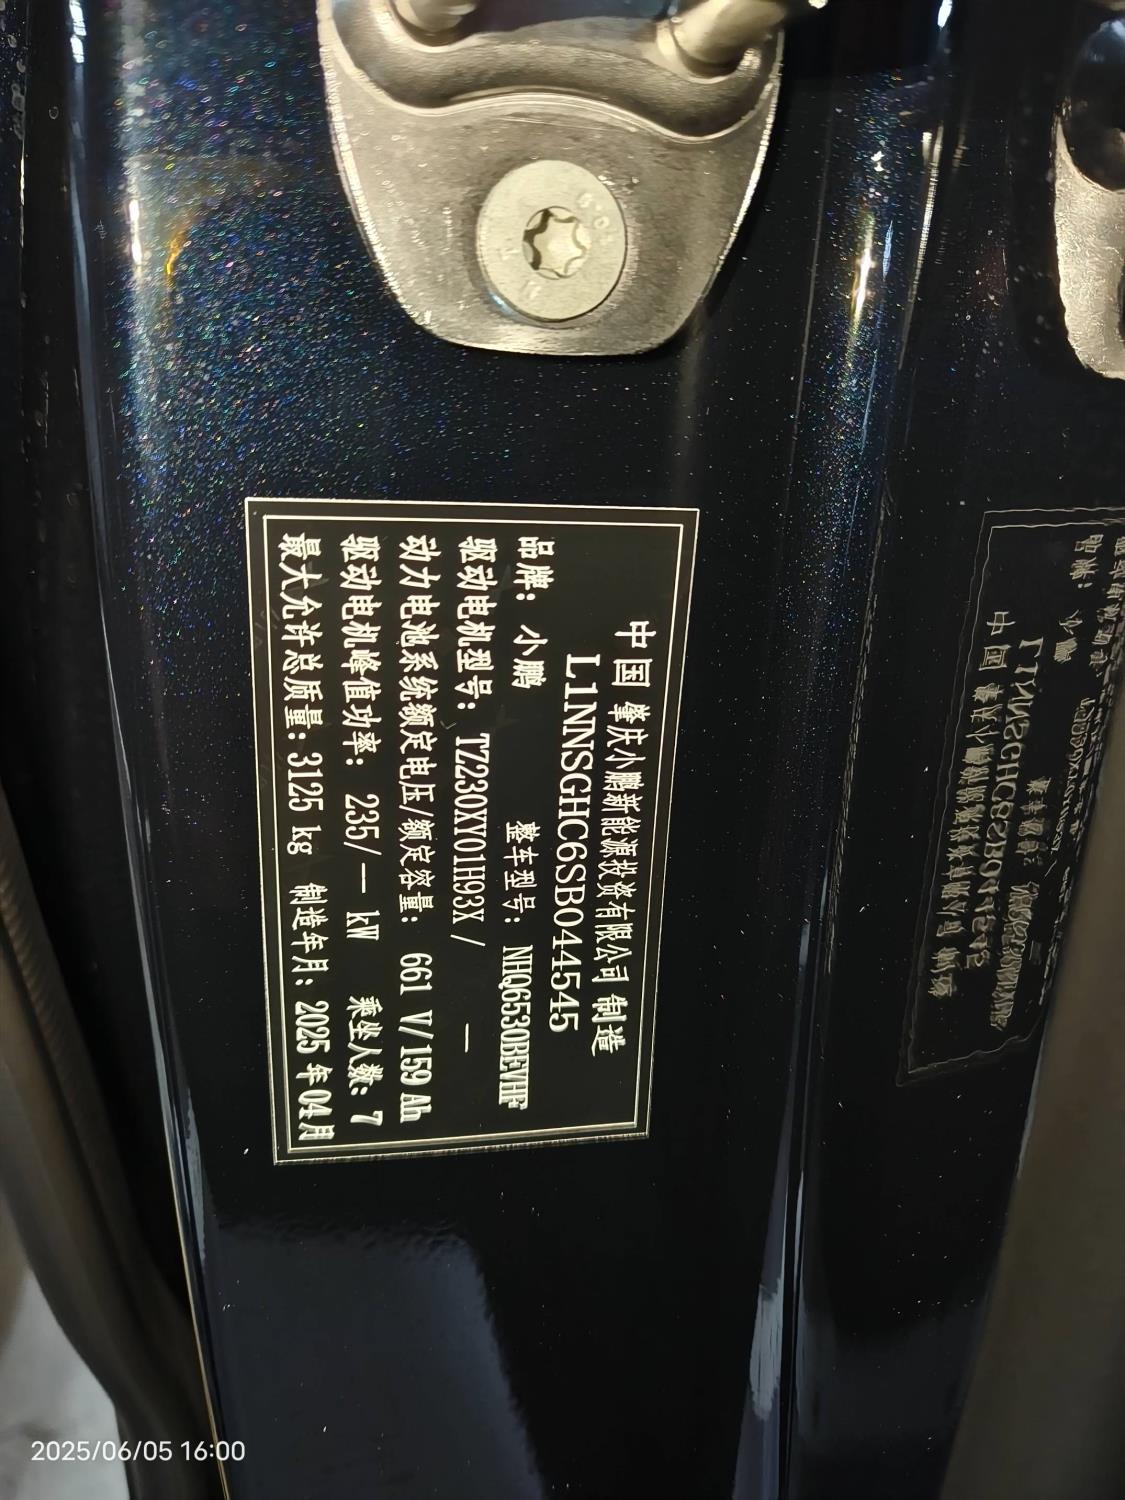 中国 肇庆小鹏新能源投资有限公司 制造
L1NNSGHC6SB044545
品牌: 小鹏 整车型号: NHQ6530BEVHF
驱动电机型号: TZ230XY01H93X / —
动力电池系统额定电压/额定容量: 661 V/159 Ah
驱动电机峰值功率: 235/— kW 乘坐人数: 7
最大允许总质量: 3125 kg 制造年月: 2025 年 04 月
2025/06/05 16:00